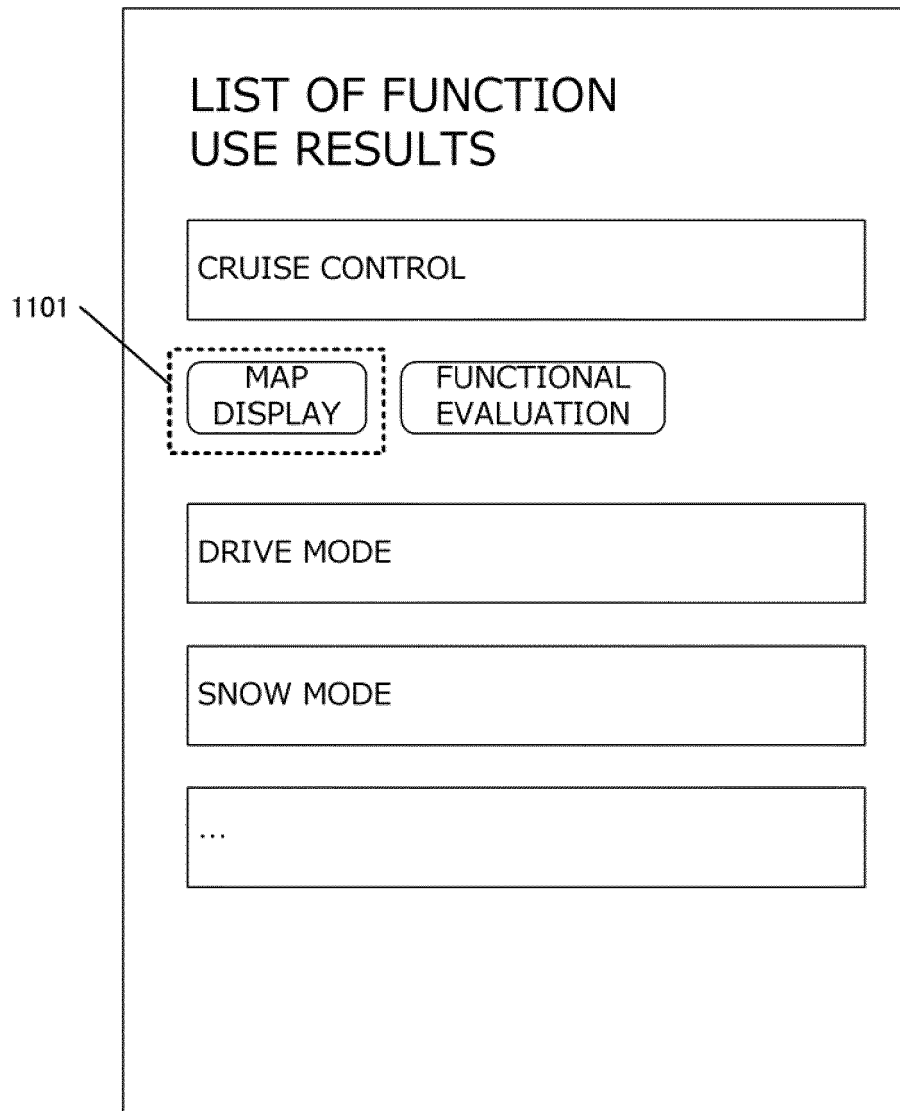 LIST OF FUNCTION
USE RESULTS
CRUISE CONTROL
1101
MAP
DISPLAY
FUNCTIONAL
EVALUATION
DRIVE MODE
SNOW MODE
...